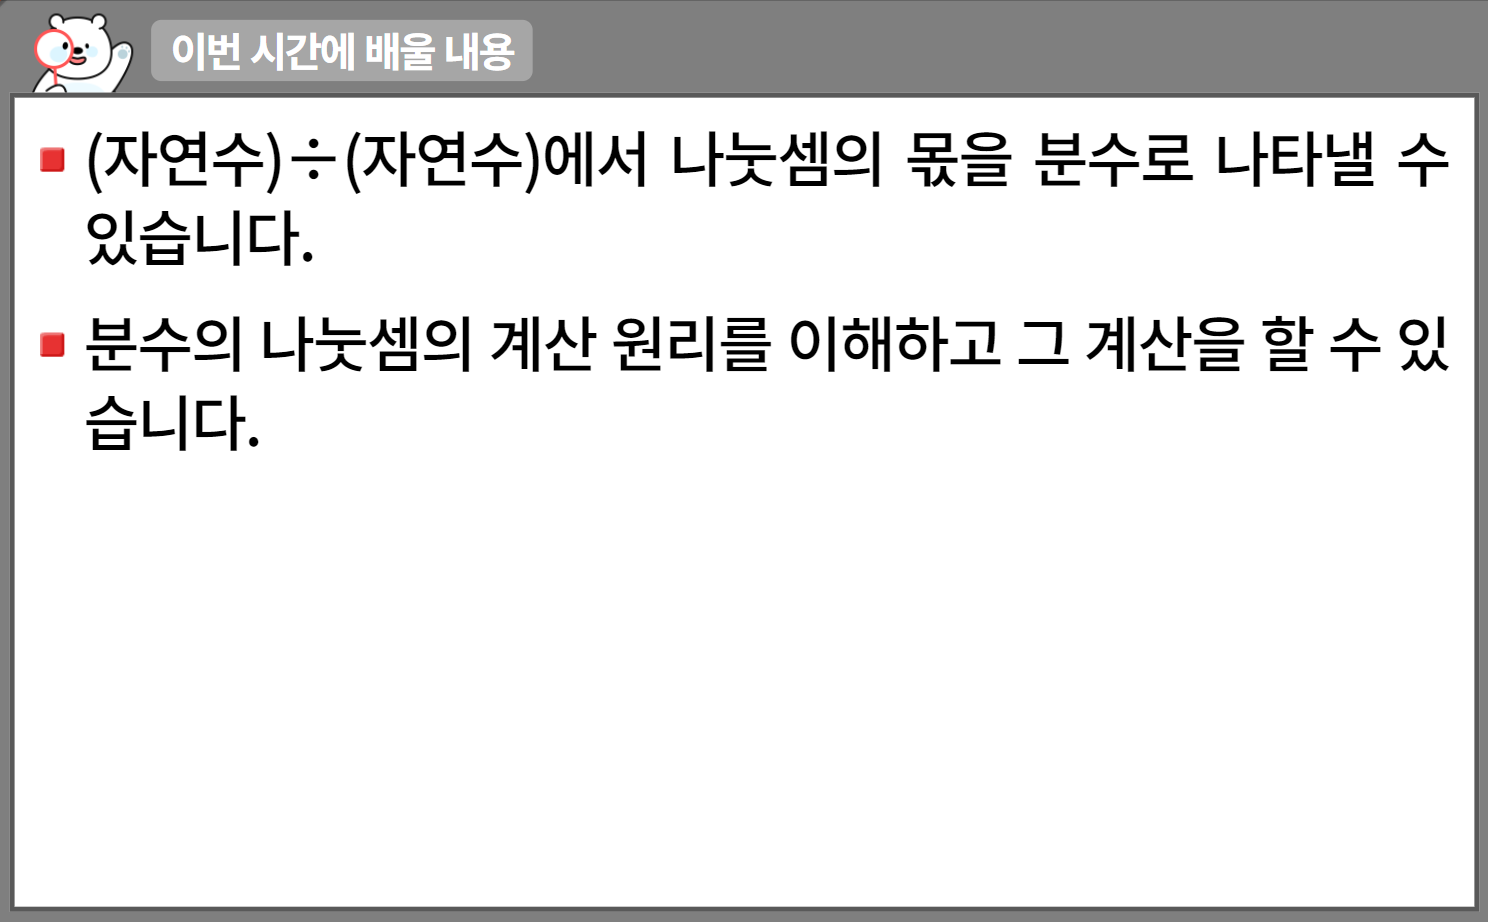 이번 시간에 배울 내용
(자연수)÷(자연수)에서 나눗셈의 몫을 분수로 나타낼 수
있습니다.
분수의 나눗셈의 계산 원리를 이해하고 그 계산을 할 수 있
습니다.